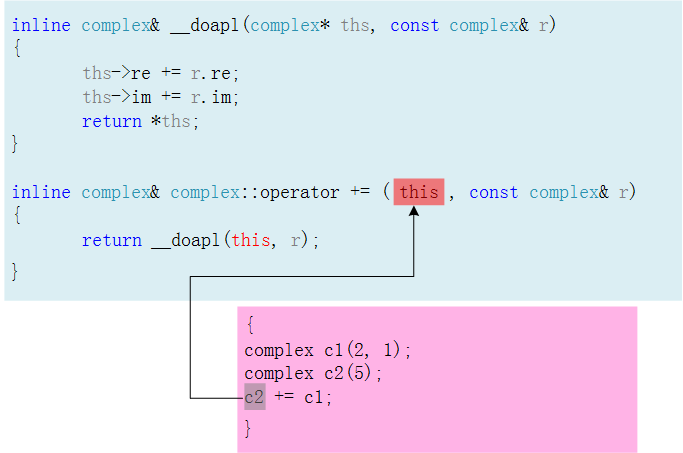 inline complex& __doapl(complex* ths, const complex& r)
{
ths->re += r.re;
ths->im += r.im;
return *ths;
}
inline complex& complex::operator += ( this , const complex& r)
{
return __doapl(this, r);
}
{
complex c1(2, 1);
complex c2(5);
c2 += c1;
}